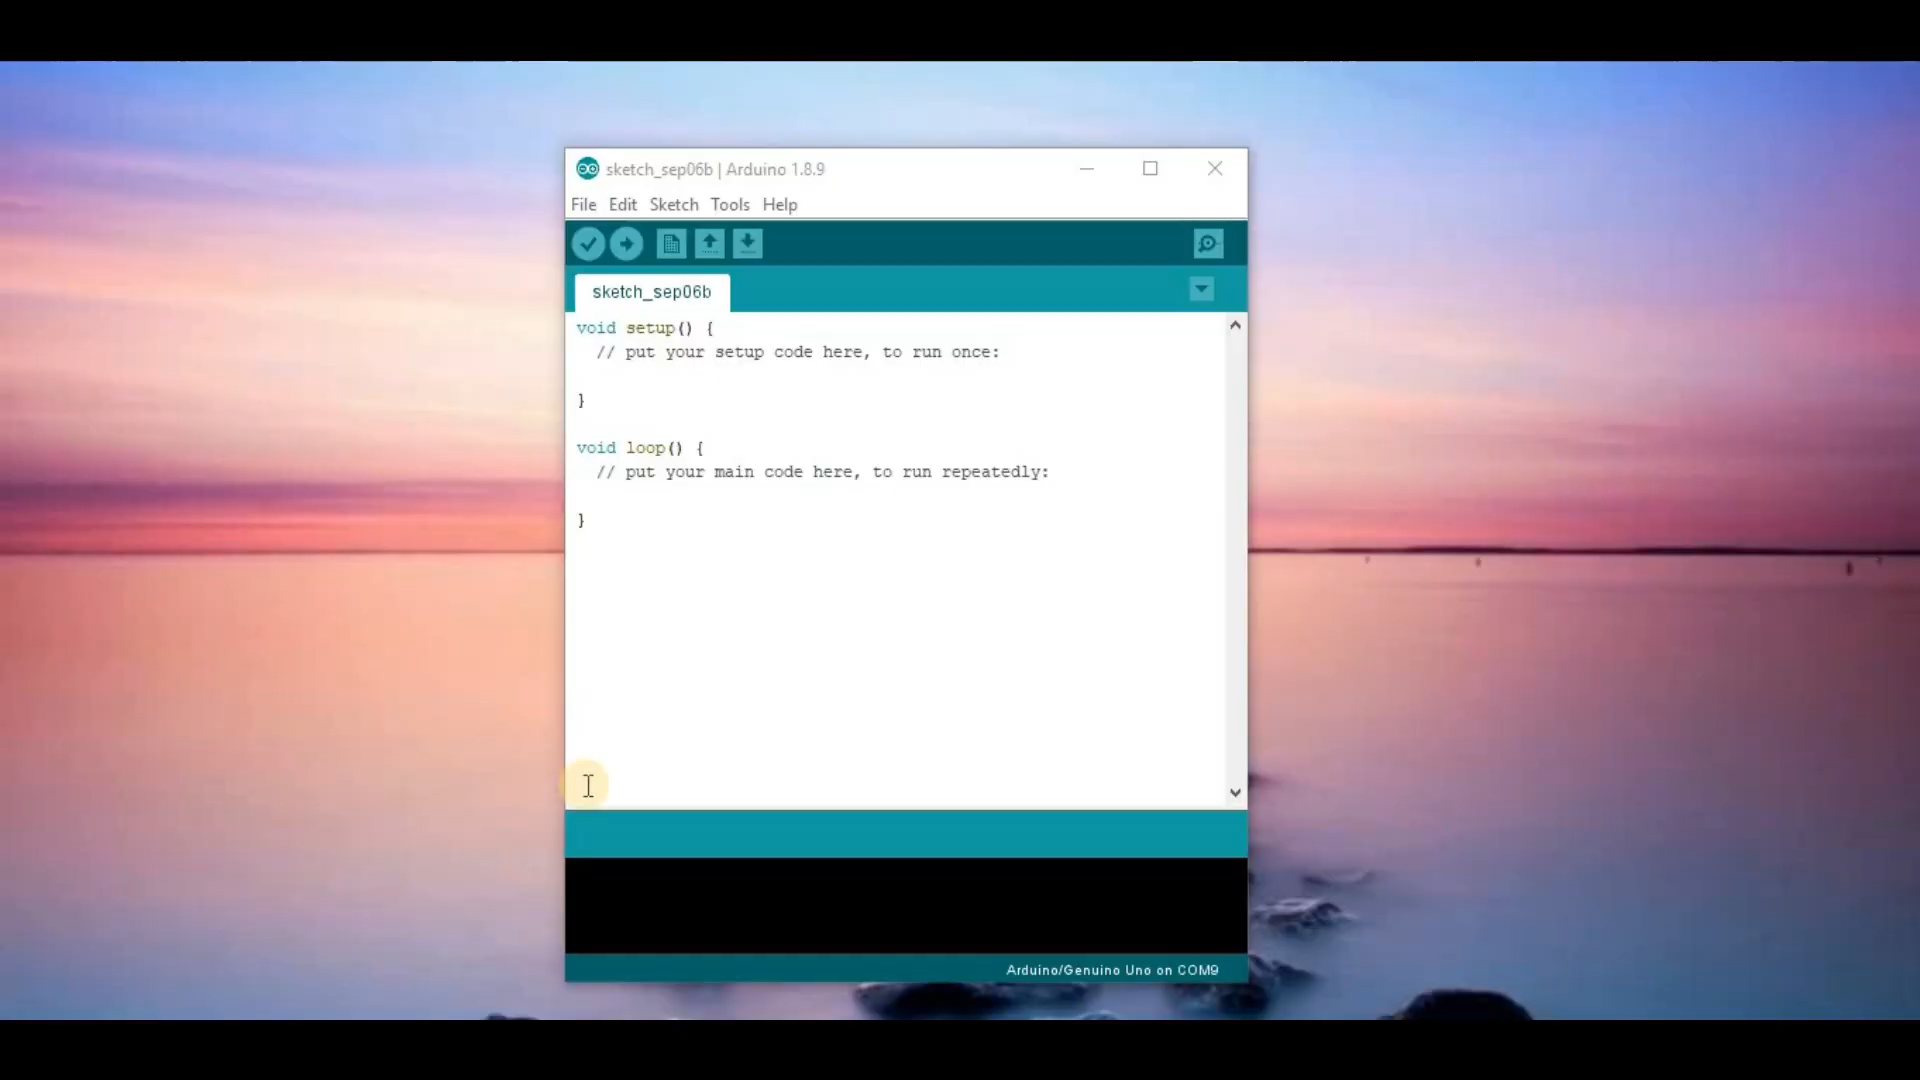 sketch_sep06b | Arduino 1.8.9
File Edit Sketch Tools Help
sketch_sep06b
void setup() {
  // put your setup code here, to run once:
}
void loop() {
  // put your main code here, to run repeatedly:
}
Arduino/Genuino Uno on COM9